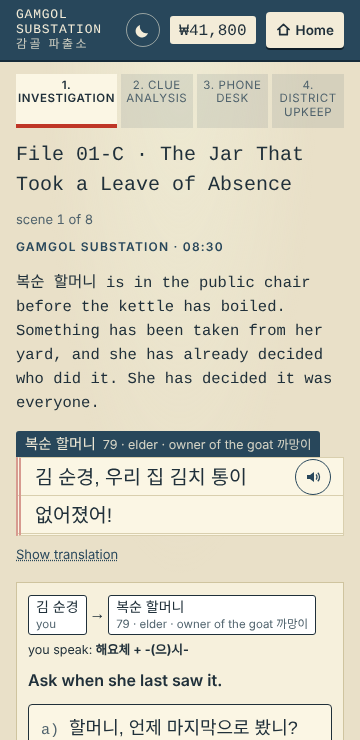 GAMGOL
SUBSTATION
감골 파출소
₩41,800
Home
1.
INVESTIGATION
2. CLUE
ANALYSIS
3. PHONE
DESK
4.
DISTRICT
UPKEEP
File 01-C · The Jar That
Took a Leave of Absence
scene 1 of 8
GAMGOL SUBSTATION · 08:30
복순 할머니 is in the public chair
before the kettle has boiled.
Something has been taken from her
yard, and she has already decided
who did it. She has decided it was
everyone.
복순 할머니 79 · elder · owner of the goat 까망이
김 순경, 우리 집 김치 통이
없어졌어!
Show translation
김 순경
you
→
복순 할머니
79 · elder · owner of the goat 까망이
you speak: 해요체 + -(으)시-
Ask when she last saw it.
a) 할머니, 언제 마지막으로 봤니?